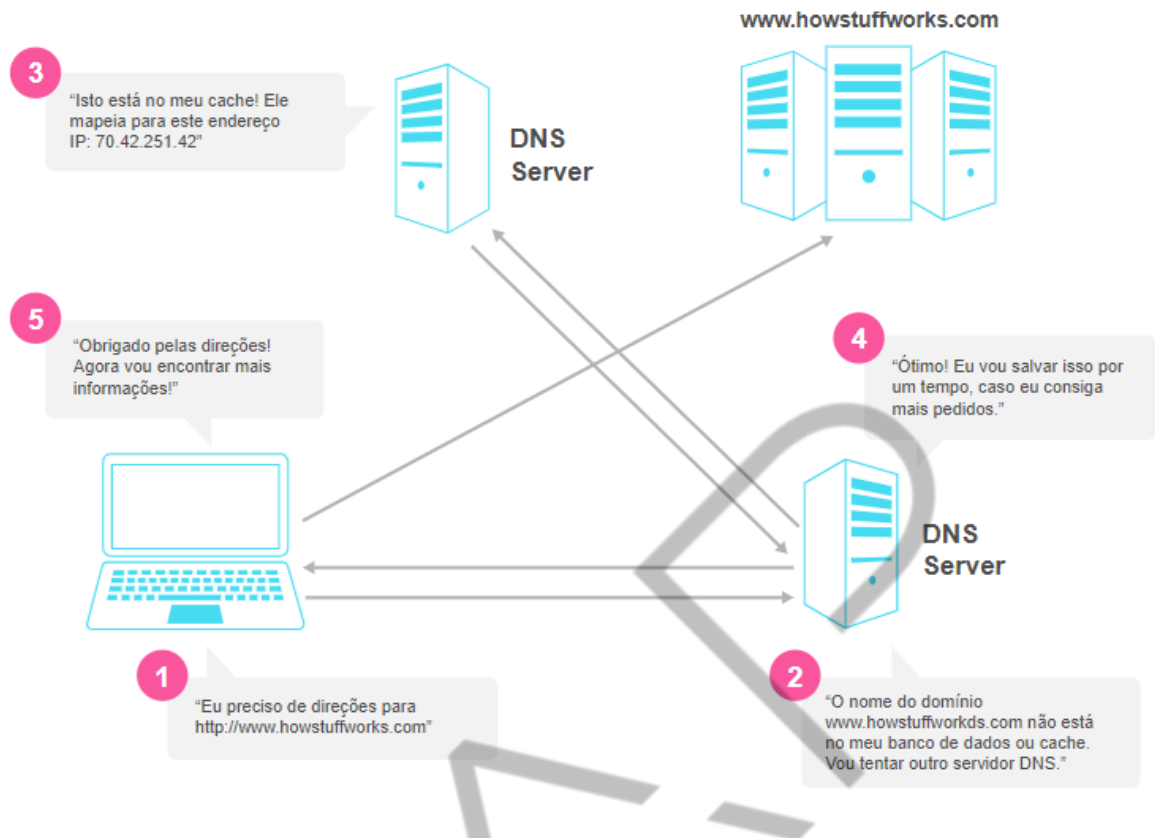 www.howstuffworks.com
3
“Isto está no meu cache! Ele
mapeia para este endereço
IP: 70.42.251.42”
DNS
Server
5
“Obrigado pelas direções!
Agora vou encontrar mais
informações!”
4
“Ótimo! Eu vou salvar isso por
um tempo, caso eu consiga
mais pedidos.”
DNS
Server
1
“Eu preciso de direções para
http://www.howstuffworks.com”
2
“O nome do domínio
www.howstuffworkds.com não está
no meu banco de dados ou cache.
Vou tentar outro servidor DNS.”